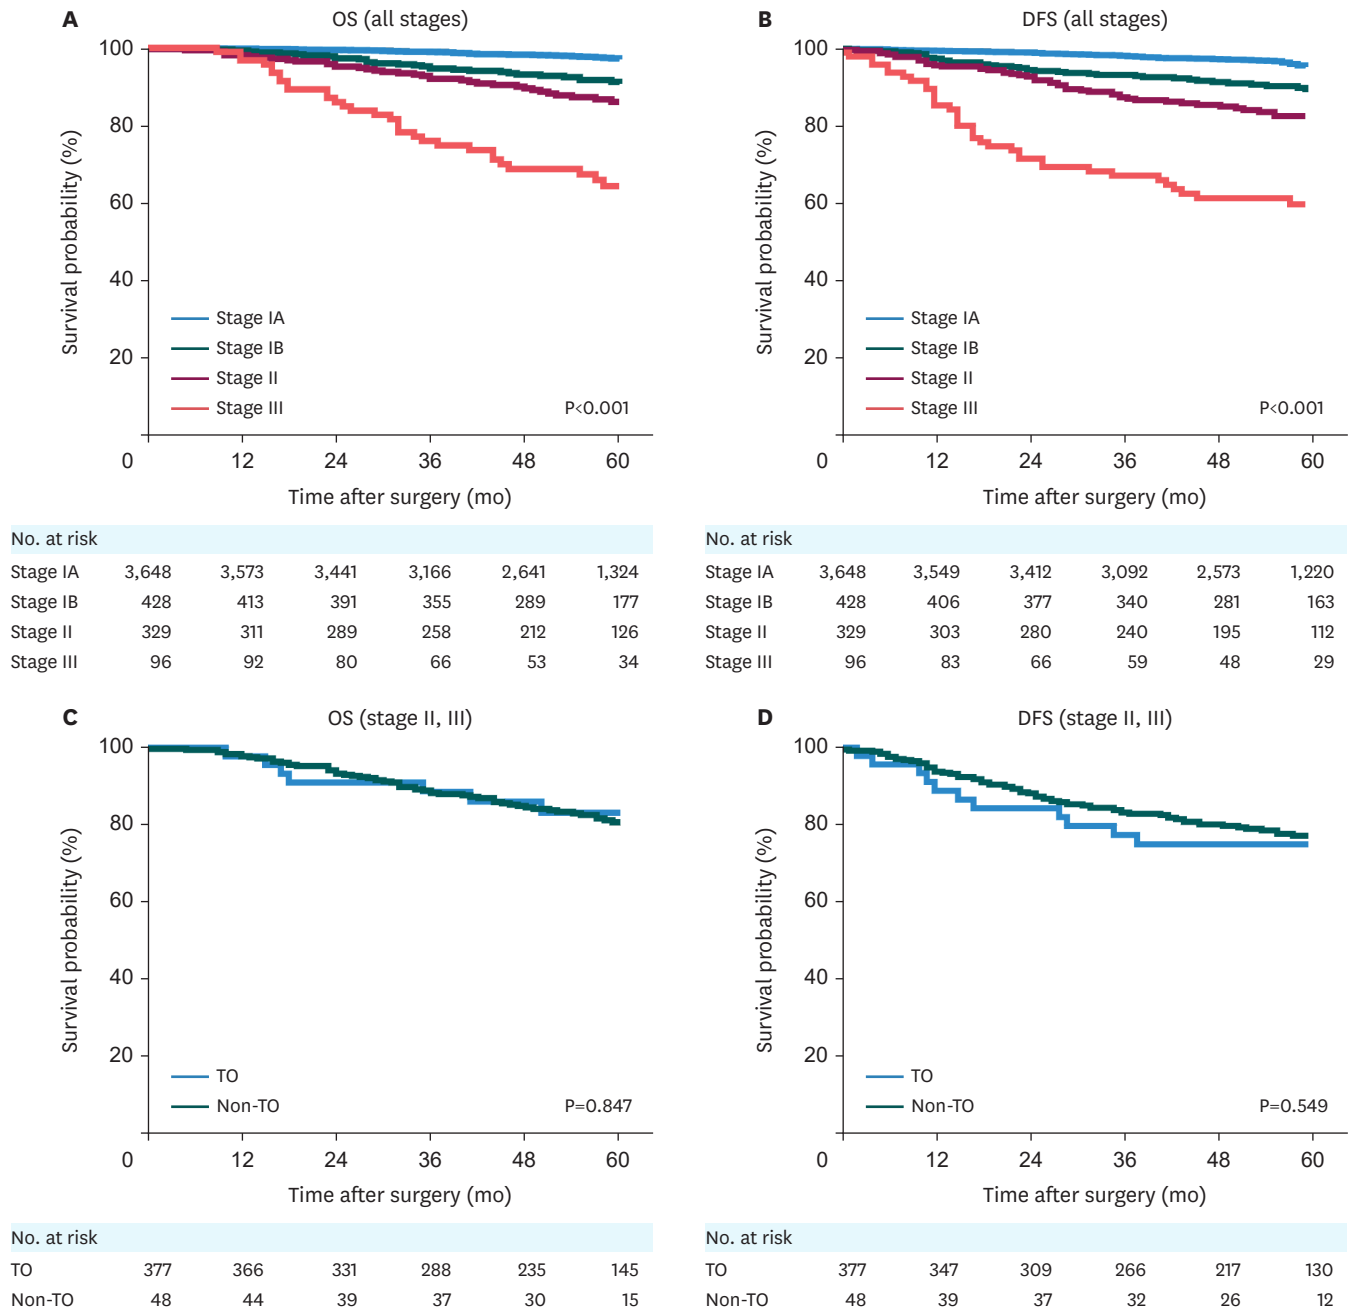 A OS (all stages)
100
80
60
40
20
0 12 24 36 48 60
Survival probability (%)
Stage IA
Stage IB
Stage II
Stage III
P<0.001
Time after surgery (mo)
No. at risk
Stage IA 3,648 3,573 3,441 3,166 2,641 1,324
Stage IB 428 413 391 355 289 177
Stage II 329 311 289 258 212 126
Stage III 96 92 80 66 53 34
B DFS (all stages)
100
80
60
40
20
0 12 24 36 48 60
Survival probability (%)
Stage IA
Stage IB
Stage II
Stage III
P<0.001
Time after surgery (mo)
No. at risk
Stage IA 3,648 3,549 3,412 3,092 2,573 1,220
Stage IB 428 406 377 340 281 163
Stage II 329 303 280 240 195 112
Stage III 96 83 66 59 48 29
C OS (stage II, III)
100
80
60
40
20
0 12 24 36 48 60
Survival probability (%)
TO
Non-TO
P=0.847
Time after surgery (mo)
No. at risk
TO 377 366 331 288 235 145
Non-TO 48 44 39 37 30 15
D DFS (stage II, III)
100
80
60
40
20
0 12 24 36 48 60
Survival probability (%)
TO
Non-TO
P=0.549
Time after surgery (mo)
No. at risk
TO 377 347 309 266 217 130
Non-TO 48 39 37 32 26 12